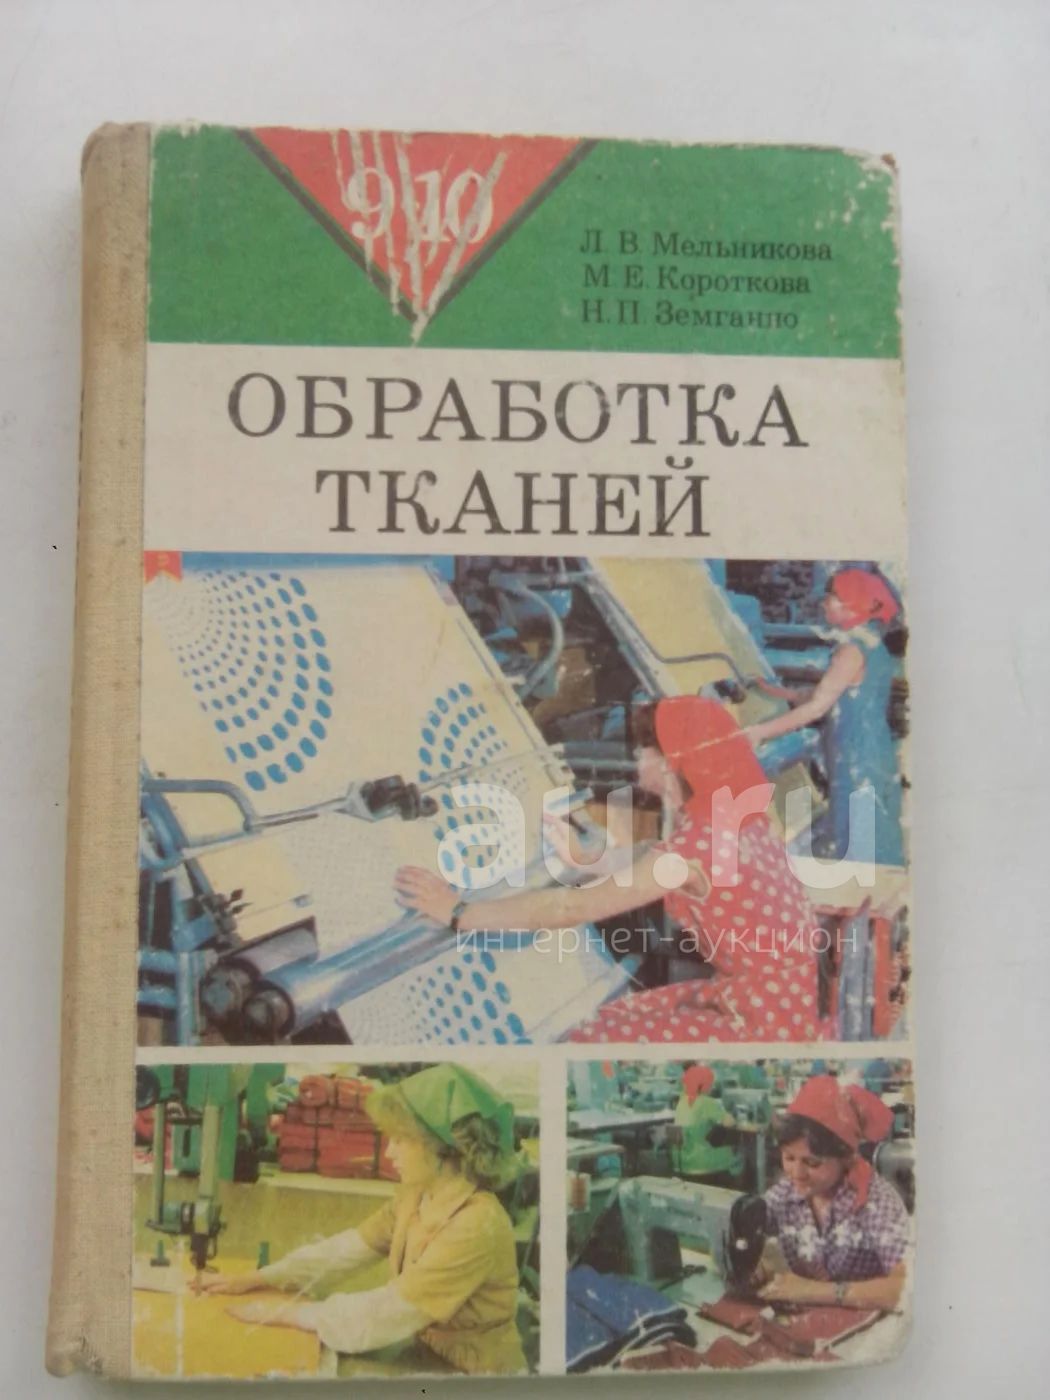 9-10
Л. В. Мельникова
М. Е. Короткова
Н. П. Земганно
ОБРАБОТКА
ТКАНЕЙ
au.ru
интернет-аукцион